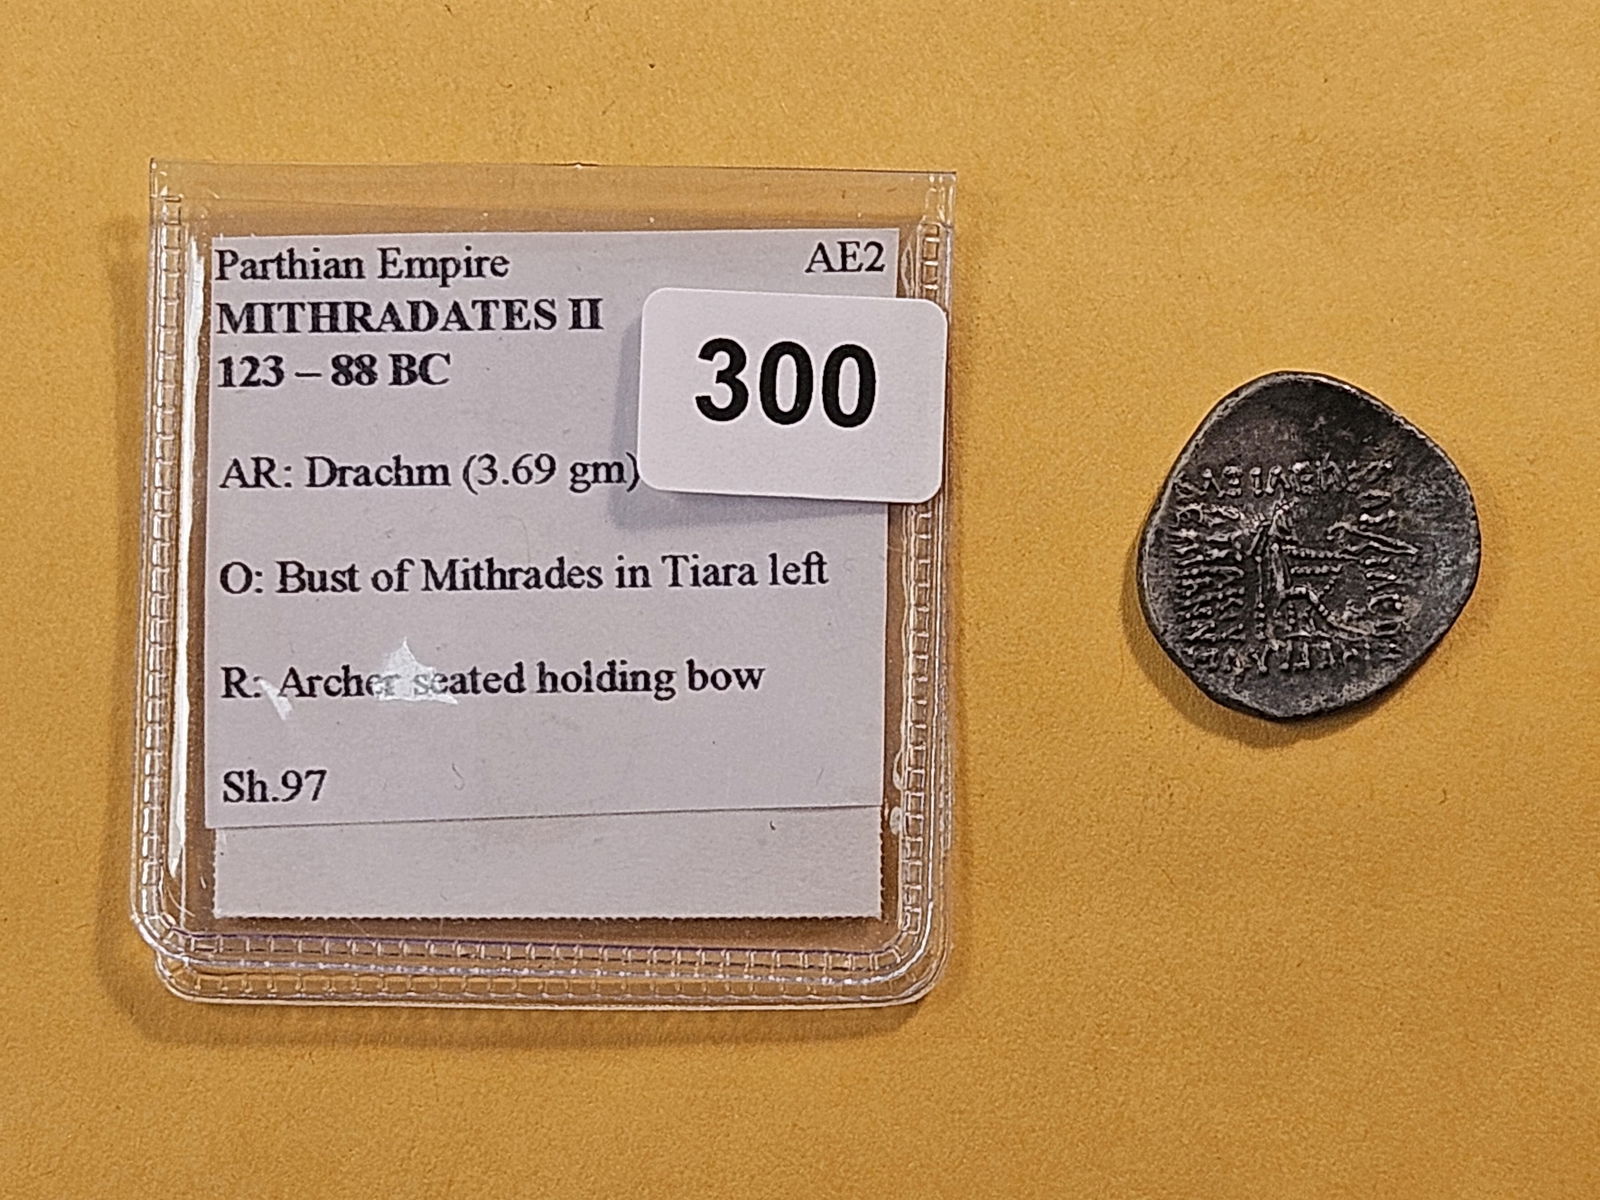 Parthian Empire AE2
MITHRADATES II
123 – 88 BC
300
AR: Drachm (3.69 gm)
O: Bust of Mithrades in Tiara left
R: Archer seated holding bow
Sh.97